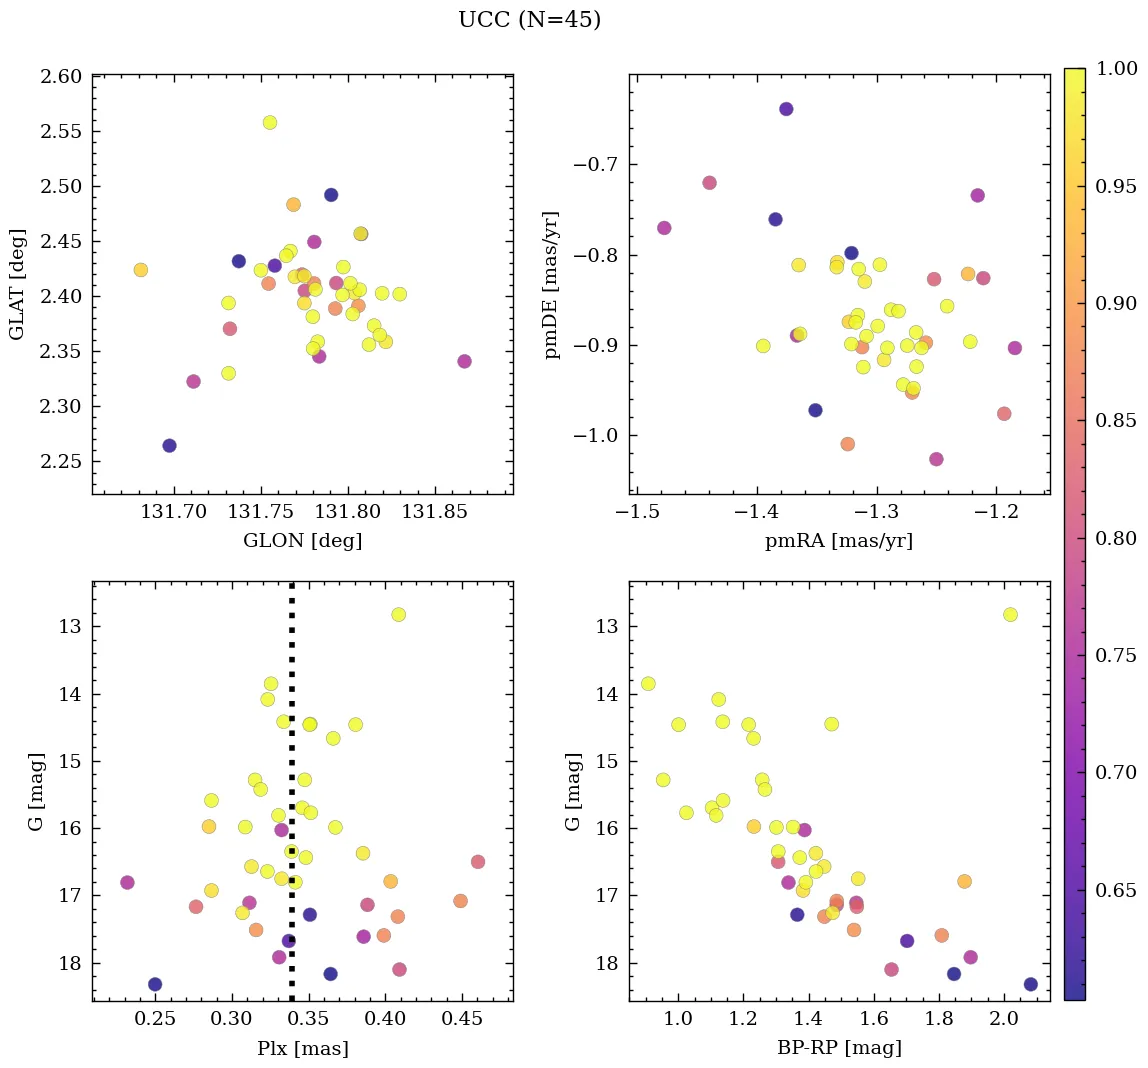 UCC (N=45)
2.60
2.55
2.50
2.45
2.40
2.35
2.30
2.25
GLAT [deg]
131.70 131.75 131.80 131.85
GLON [deg]
−0.7
−0.8
−0.9
−1.0
pmDE [mas/yr]
−1.5 −1.4 −1.3 −1.2
pmRA [mas/yr]
13
14
15
16
17
18
G [mag]
0.25 0.30 0.35 0.40 0.45
Plx [mas]
13
14
15
16
17
18
G [mag]
1.0 1.2 1.4 1.6 1.8 2.0
BP-RP [mag]
1.00
0.95
0.90
0.85
0.80
0.75
0.70
0.65